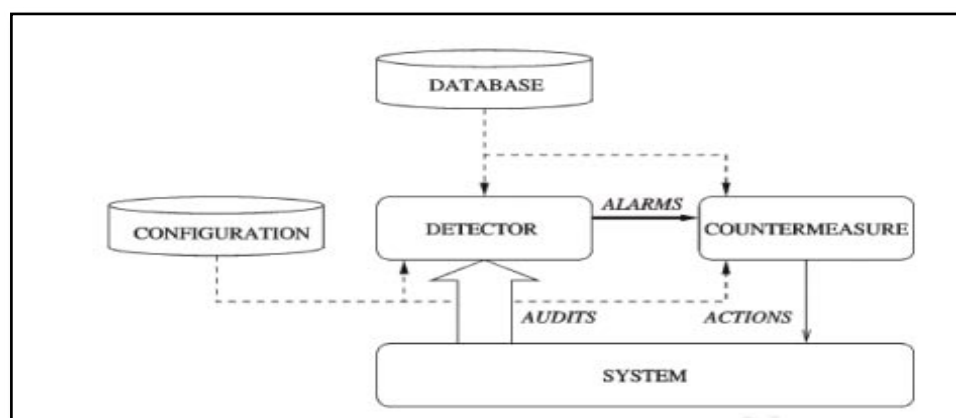 DATABASE
ALARMS
CONFIGURATION
DETECTOR
COUNTERMEASURE
AUDITS
ACTIONS
SYSTEM